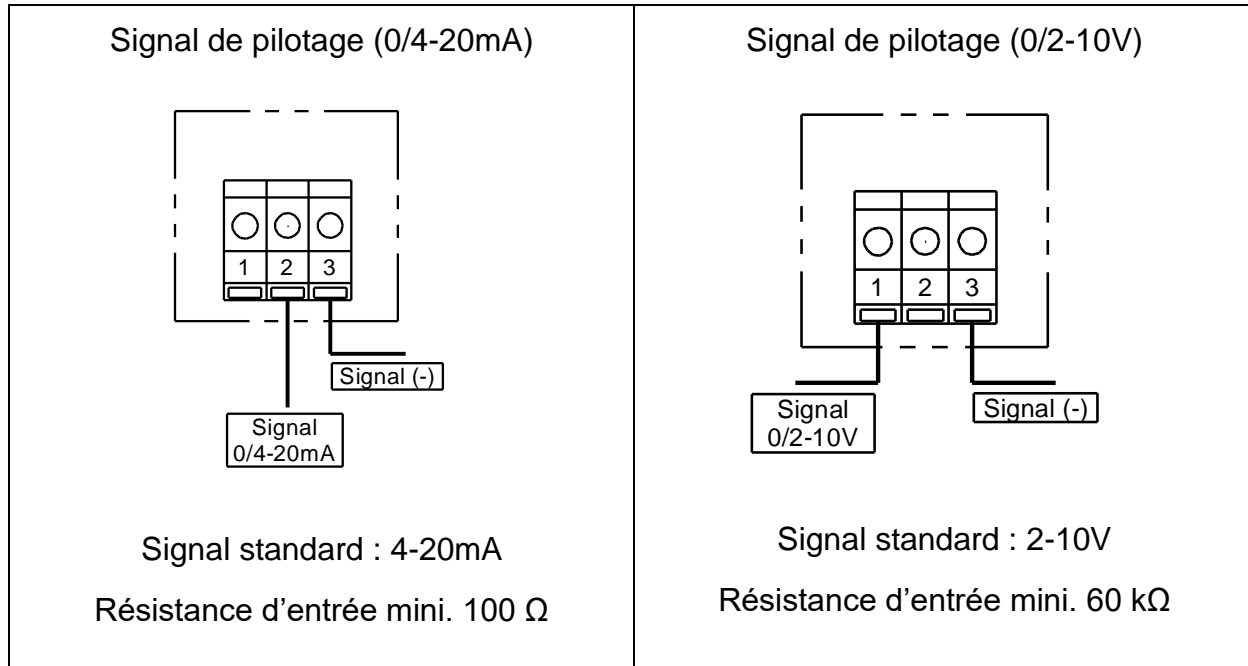 Signal de pilotage (0/4-20mA)
1 2 3
Signal (-)
Signal
0/4-20mA
Signal standard : 4-20mA
Résistance d’entrée mini. 100 Ω
Signal de pilotage (0/2-10V)
1 2 3
Signal
0/2-10V
Signal (-)
Signal standard : 2-10V
Résistance d’entrée mini. 60 kΩ